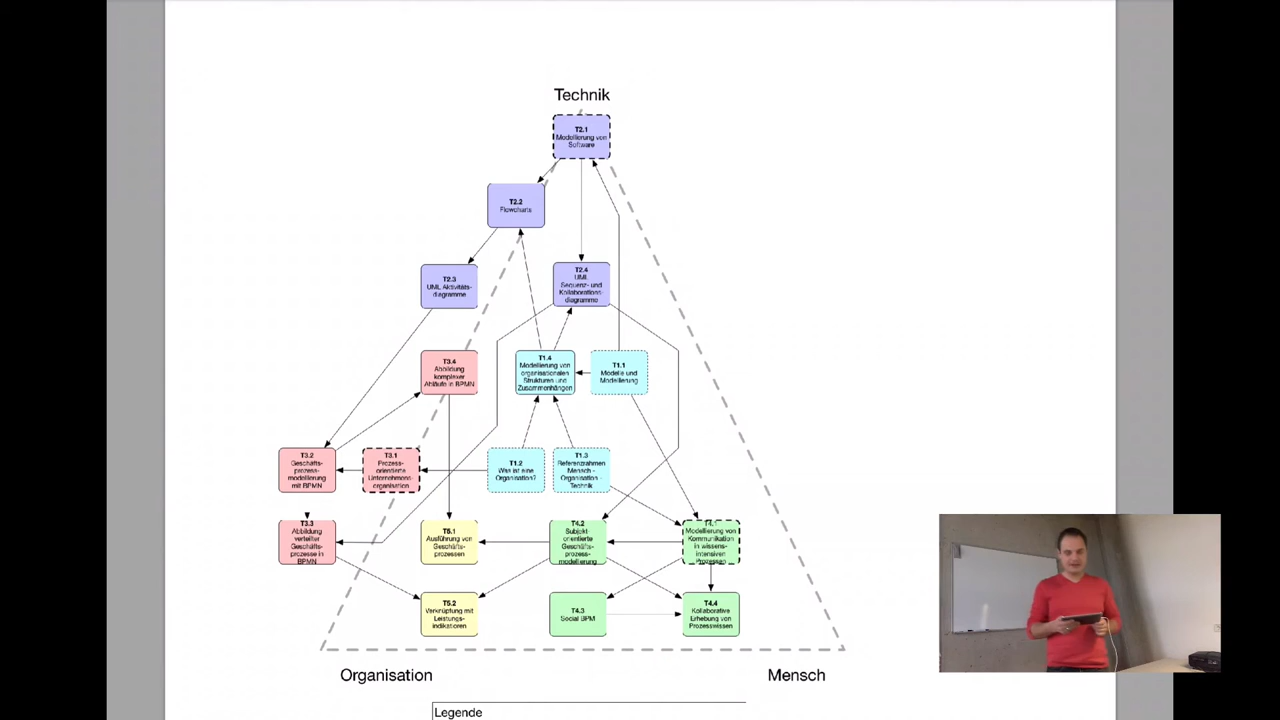 Technik
T2.1
Modellierung von
Software
T2.2
Flowcharts
T2.3
UML Aktivitäts-
diagramme
T2.4
UML
Sequenz- und
Kollaborations-
diagramme
T3.4
Abbildung
komplexer
Abläufe in BPMN
T1.4
Modellierung von
organisationalen
Strukturen und
Zusammenhängen
T1.1
Modelle und
Modellierung
T3.2
Geschäfts-
prozess-
modellierung
mit BPMN
T3.1
Prozess-
orientierte
Unternehmens-
organisation
T1.2
Was ist eine
Organisation?
T1.3
Referenzrahmen
Mensch -
Organisation -
Technik
T3.3
Abbildung
verteilter
Geschäfts-
prozesse in
BPMN
T5.1
Ausführung von
Geschäfts-
prozessen
T4.2
Subjekt-
orientierte
Geschäfts-
prozess-
modellierung
T4.1
Modellierung von
Kommunikation
in wissens-
intensiven
Prozessen
T5.2
Verknüpfung mit
Leistungs-
indikatoren
T4.3
Social BPM
T4.4
Kollaborative
Erhebung von
Prozesswissen
Organisation
Mensch
Legende